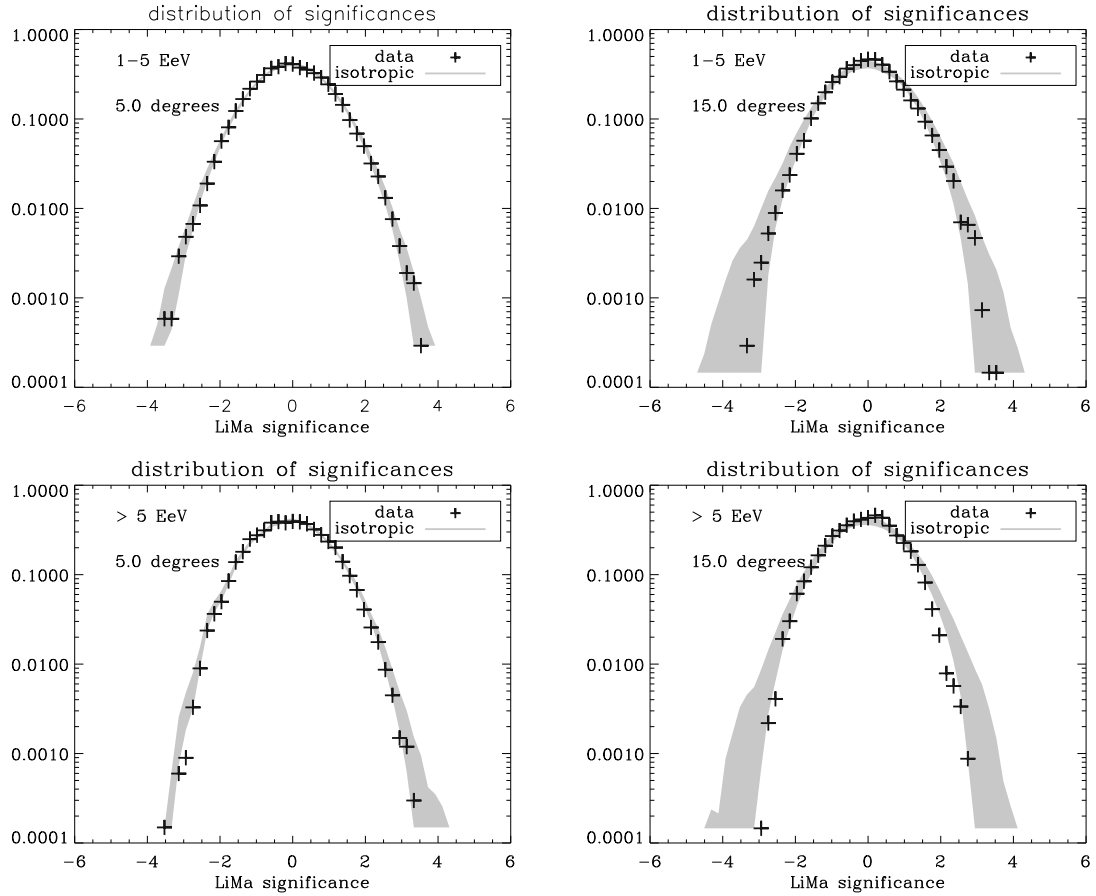 distribution of significances
1.0000
0.1000
0.0100
0.0010
0.0001
1-5 EeV
5.0 degrees
data
isotropic
-6 -4 -2 0 2 4 6
LiMa significance
distribution of significances
1.0000
0.1000
0.0100
0.0010
0.0001
1-5 EeV
15.0 degrees
data
isotropic
-6 -4 -2 0 2 4 6
LiMa significance
distribution of significances
1.0000
0.1000
0.0100
0.0010
0.0001
> 5 EeV
5.0 degrees
data
isotropic
-6 -4 -2 0 2 4 6
LiMa significance
distribution of significances
1.0000
0.1000
0.0100
0.0010
0.0001
> 5 EeV
15.0 degrees
data
isotropic
-6 -4 -2 0 2 4 6
LiMa significance